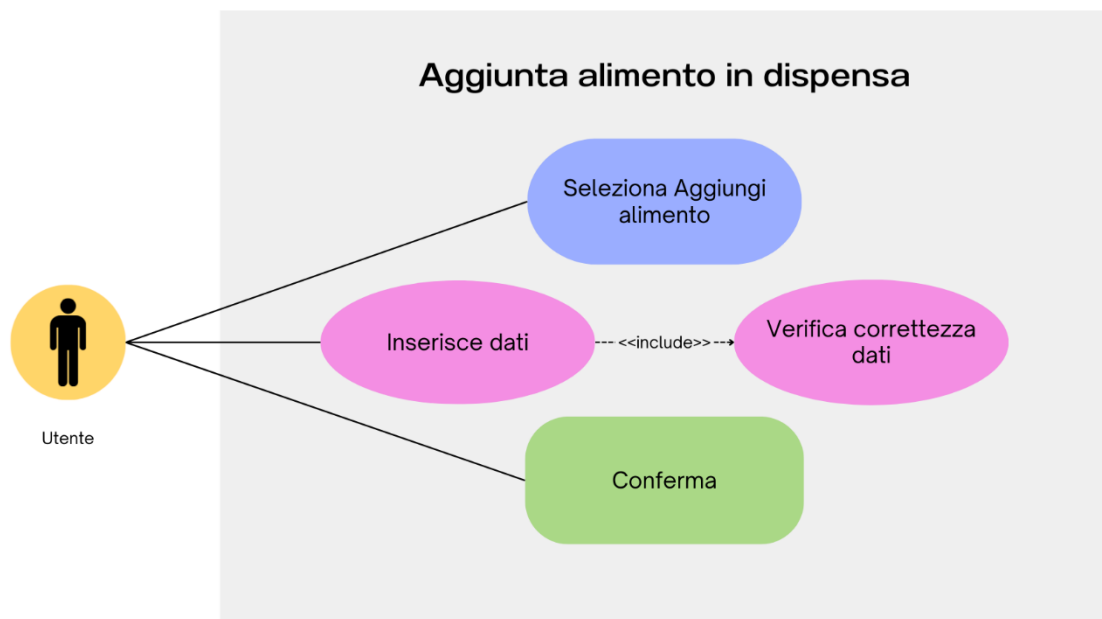 Aggiunta alimento in dispensa
Seleziona Aggiungi
alimento
Inserisce dati
<<include>>
Verifica correttezza
dati
Conferma
Utente